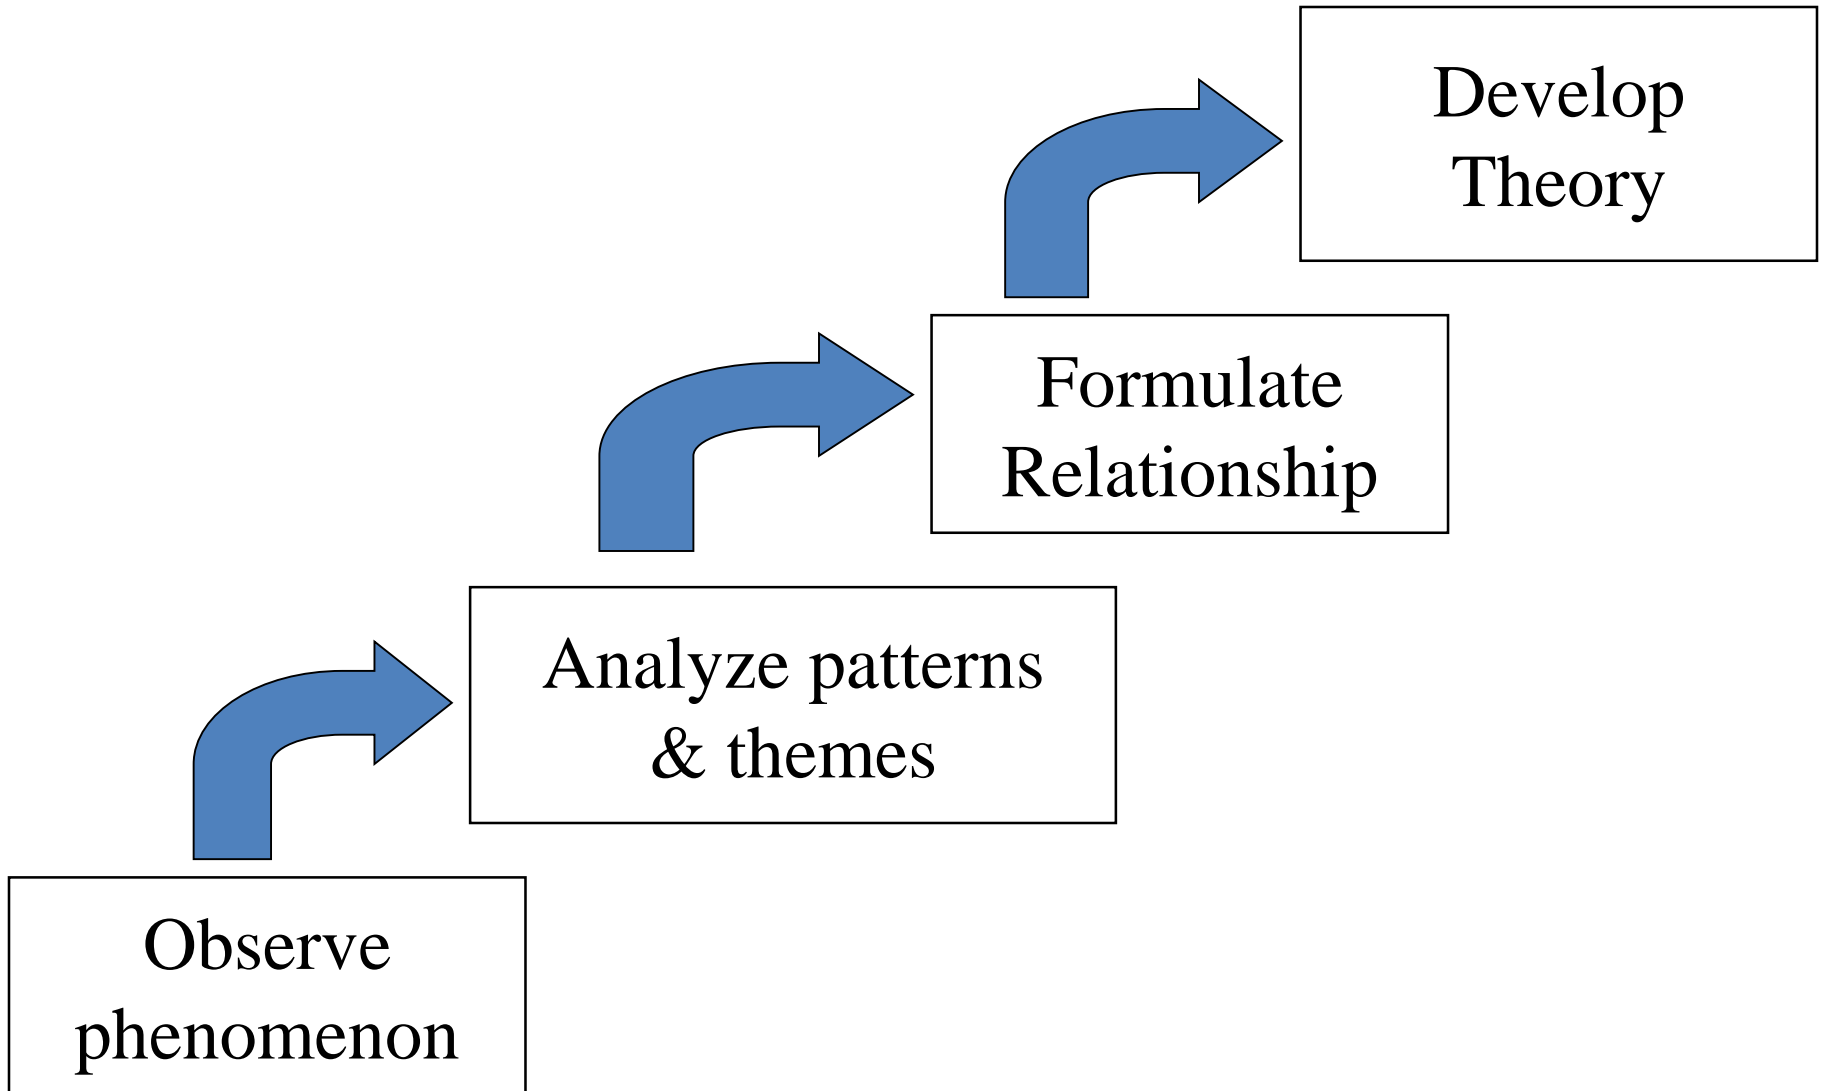 Develop
Theory
Formulate
Relationship
Analyze patterns
& themes
Observe
phenomenon